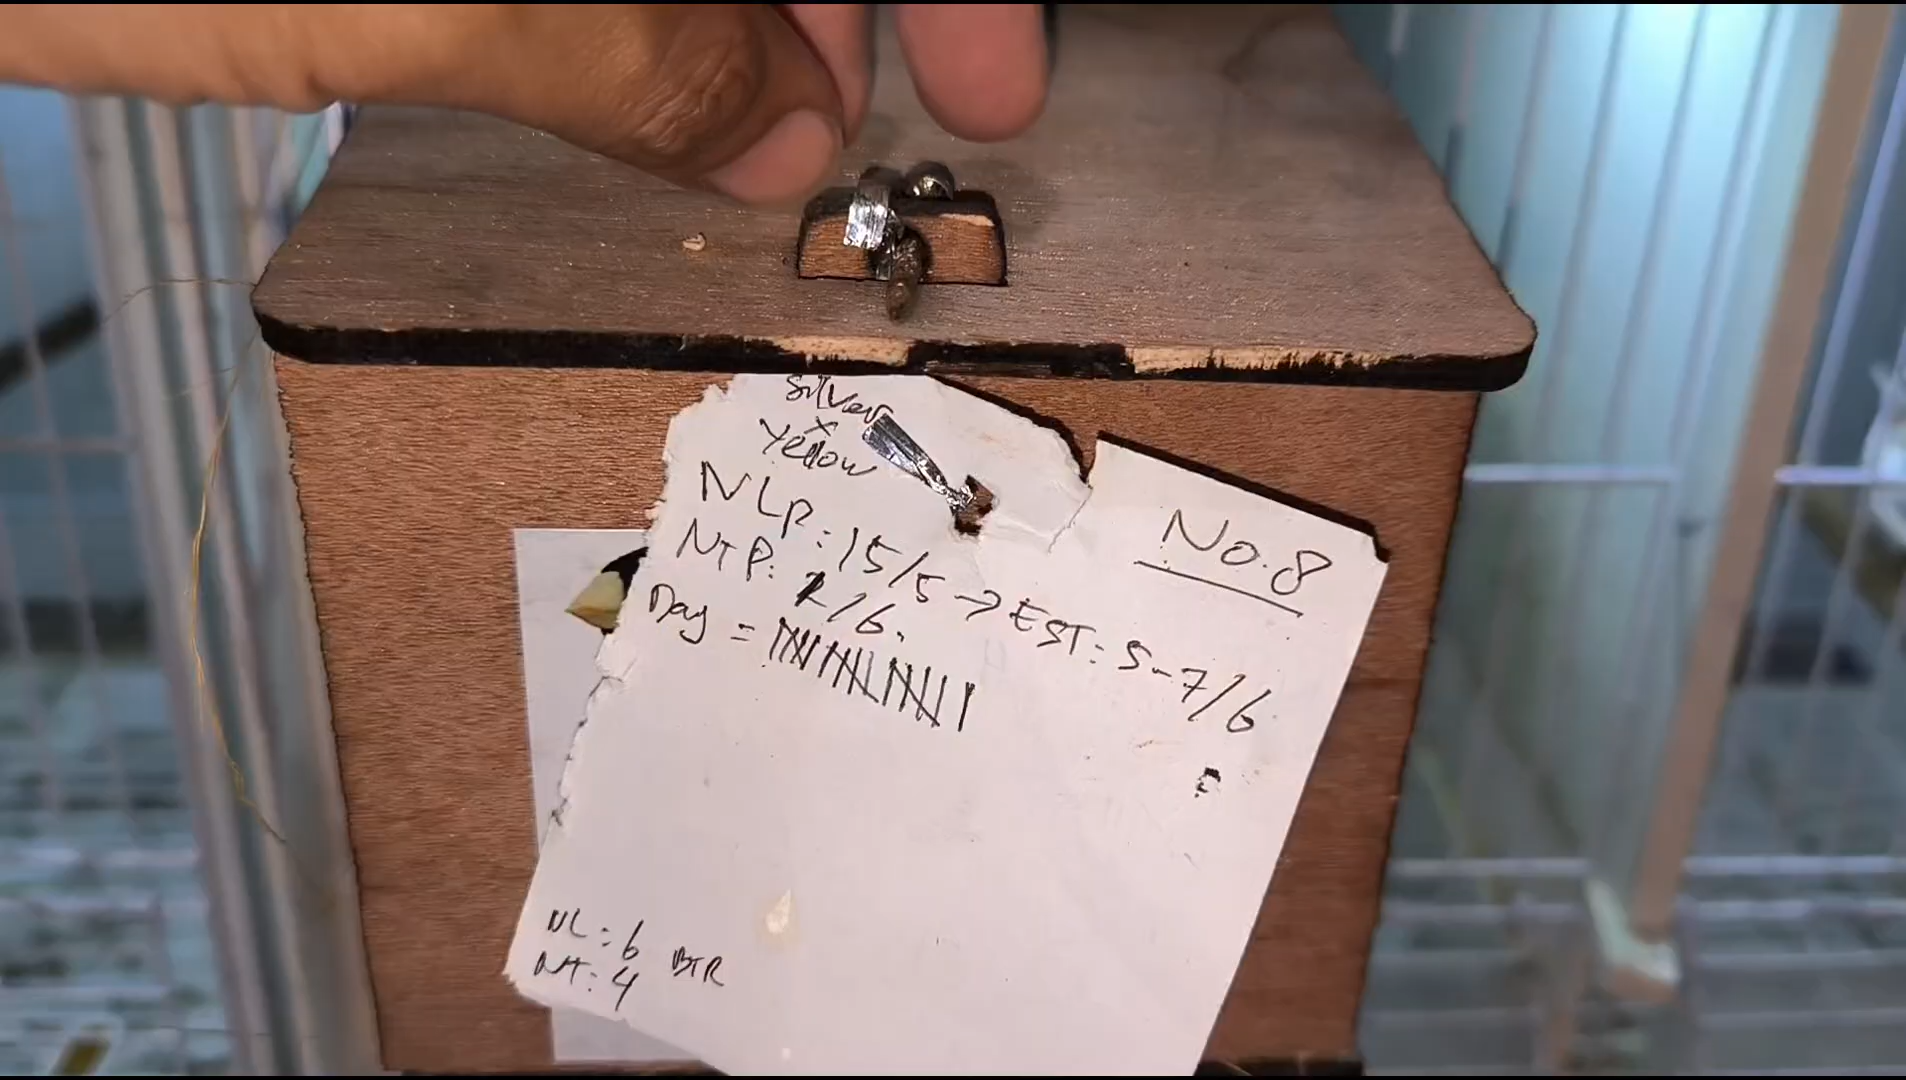 Silver
x
Yellow
No.8
NLP: 15/5 → EST: 5-7/6
NTP: 2/6.
Day =
NL: 6
NT: 4 BTR